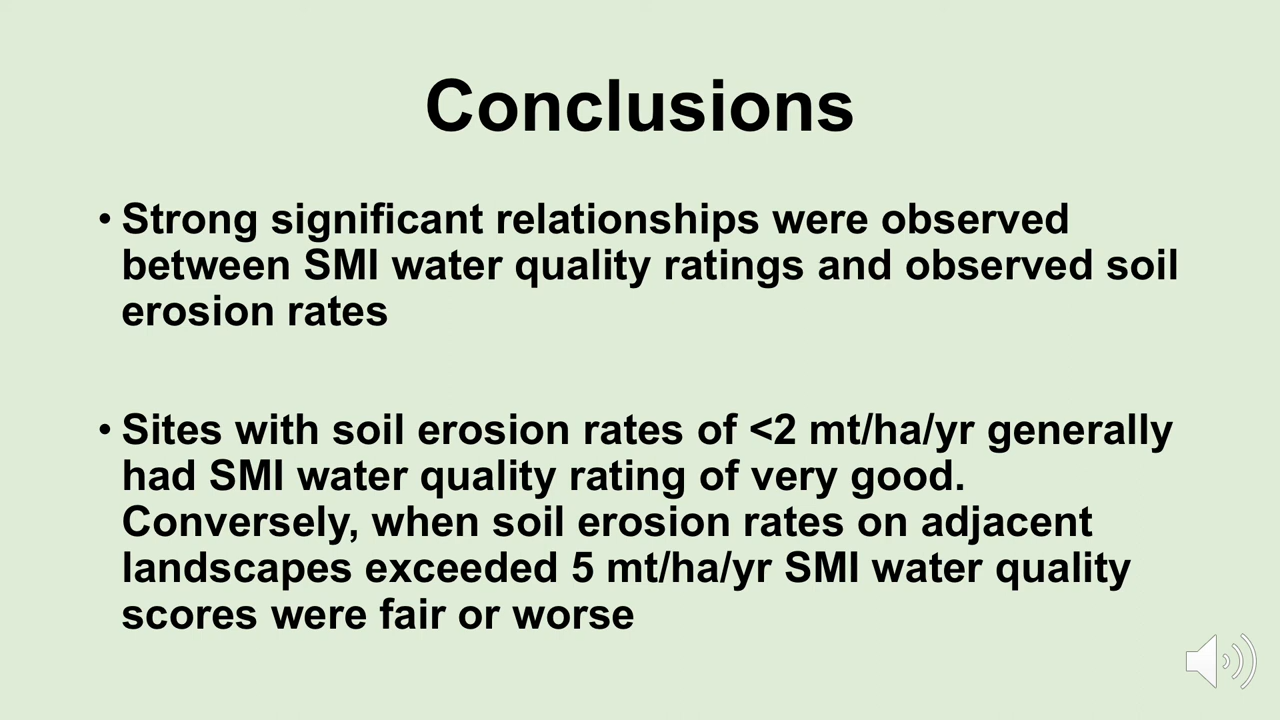 Conclusions
• Strong significant relationships were observed
between SMI water quality ratings and observed soil
erosion rates
• Sites with soil erosion rates of <2 mt/ha/yr generally
had SMI water quality rating of very good.
Conversely, when soil erosion rates on adjacent
landscapes exceeded 5 mt/ha/yr SMI water quality
scores were fair or worse